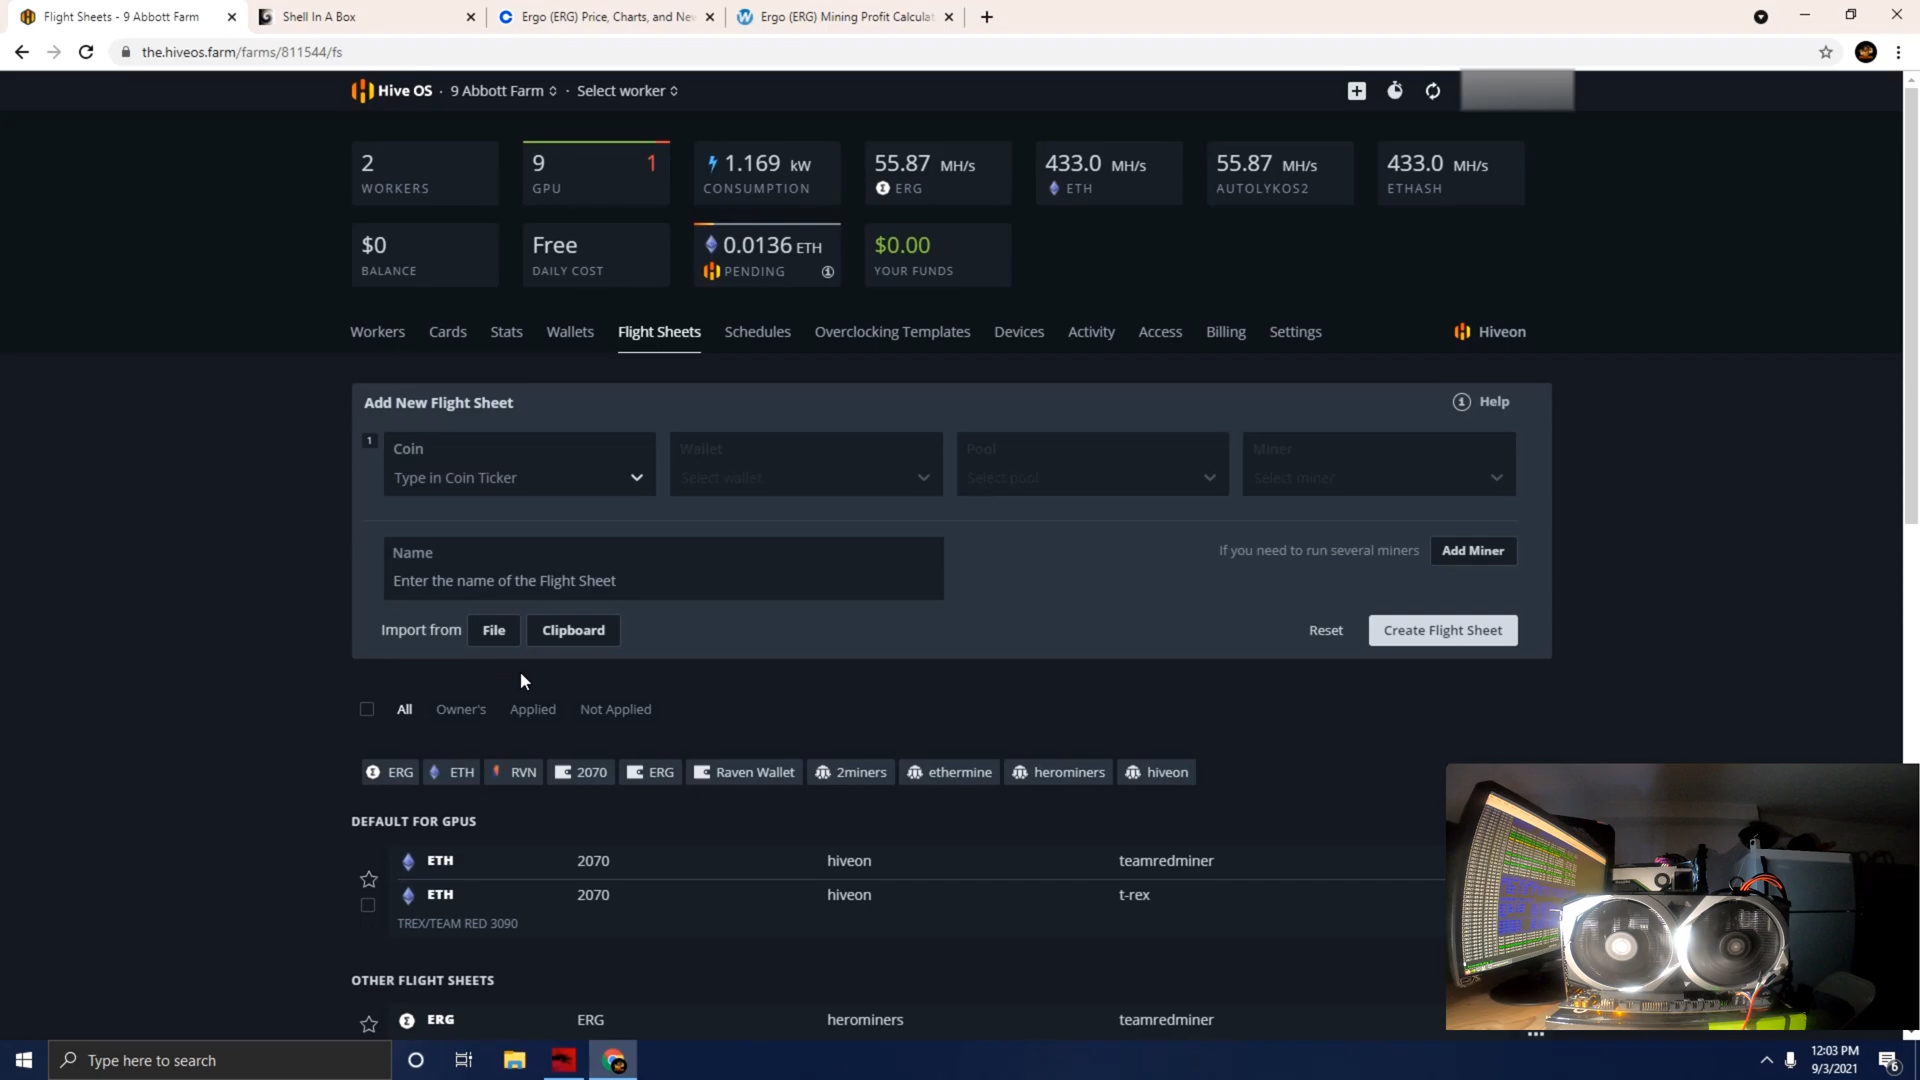 Flight Sheets - 9 Abbott Farm
Shell In A Box
Ergo (ERG) Price, Charts, and Ne
Ergo (ERG) Mining Profit Calcula
the.hiveos.farm/farms/811544/fs
Hive OS · 9 Abbott Farm · Select worker
2
WORKERS
9 1
GPU
1.169 kW
CONSUMPTION
55.87 MH/s
ERG
433.0 MH/s
ETH
55.87 MH/s
AUTOLYKOS2
433.0 MH/s
ETHASH
$0
BALANCE
Free
DAILY COST
0.0136 ETH
PENDING
$0.00
YOUR FUNDS
Workers Cards Stats Wallets Flight Sheets Schedules Overclocking Templates Devices Activity Access Billing Settings Hiveon
Add New Flight Sheet
Help
1
Coin
Type in Coin Ticker
Wallet
Select wallet
Pool
Select pool
Miner
Select miner
Name
Enter the name of the Flight Sheet
If you need to run several miners Add Miner
Import from File Clipboard
Reset Create Flight Sheet
All Owner's Applied Not Applied
ERG ETH RVN 2070 ERG Raven Wallet 2miners ethermine herominers hiveon
DEFAULT FOR GPUS
ETH 2070 hiveon teamredminer
ETH 2070 hiveon t-rex
TREX/TEAM RED 3090
OTHER FLIGHT SHEETS
ERG ERG herominers teamredminer
Type here to search
12:03 PM
9/3/2021
6